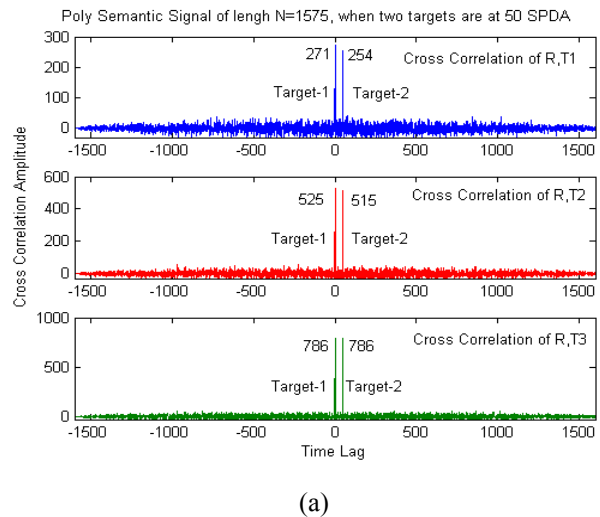 Poly Semantic Signal of lengh N=1575, when two targets are at 50 SPDA
Cross Correlation Amplitude
300
200
100
0
271 254
Cross Correlation of R,T1
Target-1 Target-2
-1500 -1000 -500 0 500 1000 1500
600
400
200
0
525 515
Cross Correlation of R,T2
Target-1 Target-2
-1500 -1000 -500 0 500 1000 1500
1000
500
0
786 786
Cross Correlation of R,T3
Target-1 Target-2
-1500 -1000 -500 0 500 1000 1500
Time Lag
(a)